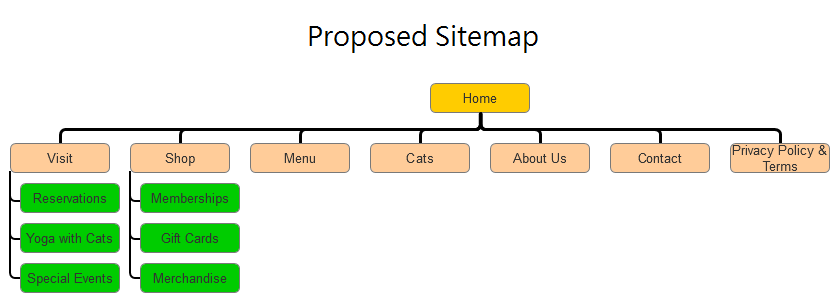 Proposed Sitemap
Home
Visit
Shop
Menu
Cats
About Us
Contact
Privacy Policy &
Terms
Reservations
Memberships
Yoga with Cats
Gift Cards
Special Events
Merchandise